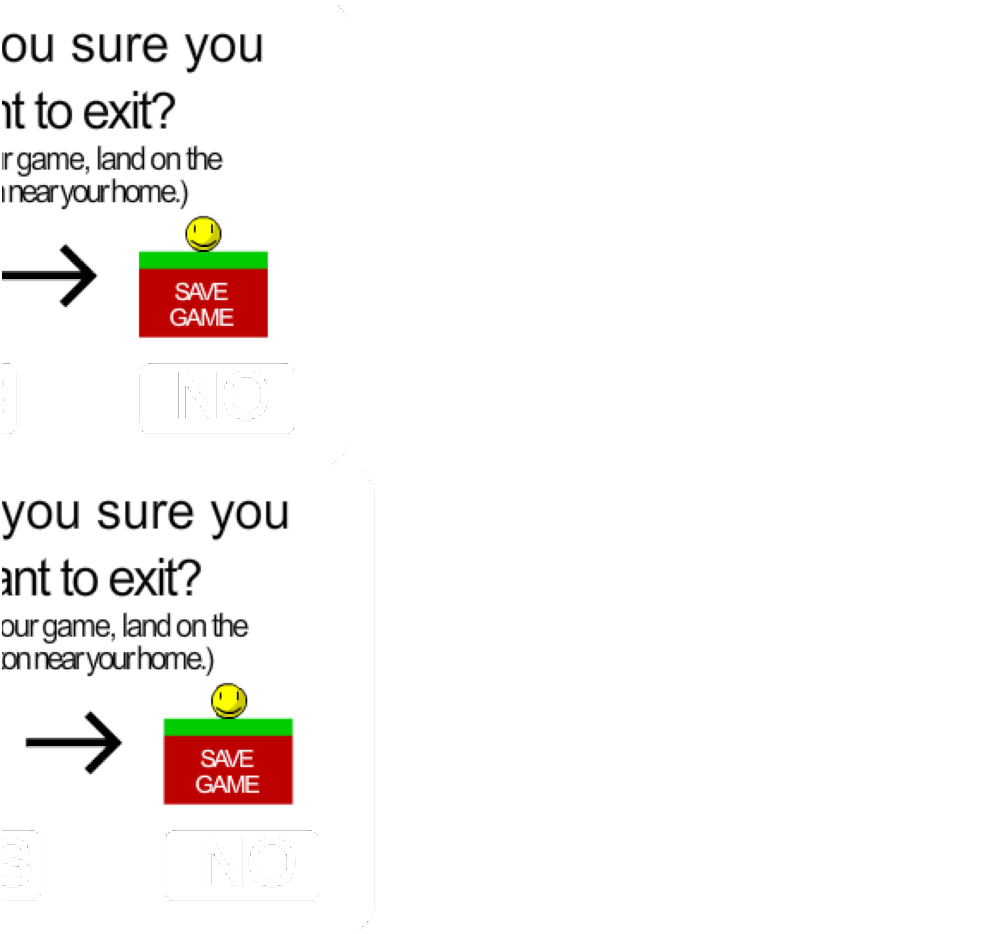 ou sure you
nt to exit?
r game, land on the
n near your home.)
SAVE
GAME
S NO
you sure you
ant to exit?
our game, land on the
on near your home.)
SAVE
GAME
S NO